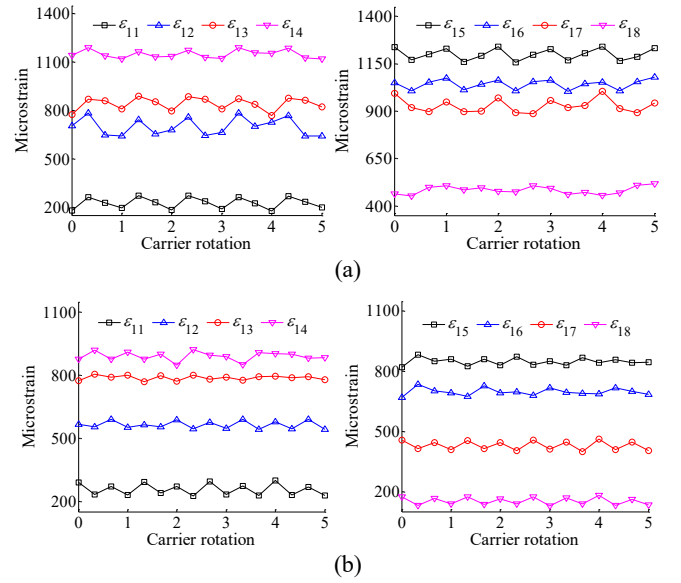 ε11 ε12 ε13 ε14
1400
1100
800
500
200
Microstrain
0 1 2 3 4 5
Carrier rotation
ε15 ε16 ε17 ε18
1400
1150
900
650
400
Microstrain
0 1 2 3 4 5
Carrier rotation
(a)
ε11 ε12 ε13 ε14
1100
800
500
200
Microstrain
0 1 2 3 4 5
Carrier rotation
ε15 ε16 ε17 ε18
1100
800
500
200
Microstrain
0 1 2 3 4 5
Carrier rotation
(b)